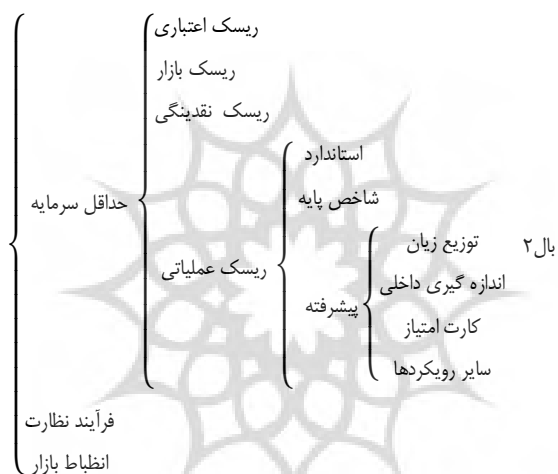 ریسک اعتباری
ریسک بازار
ریسک نقدینگی
حداقل سرمایه
ریسک عملیاتی
استاندارد
شاخص پایه
پیشرفته
توزیع زیان
اندازه گیری داخلی
کارت امتیاز
سایر رویکردها
بال۲
فرآیند نظارت
انظباط بازار